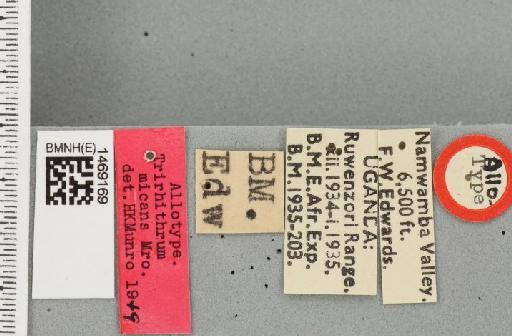 BMNH(E)
1469169
Allotype.
Trirhithrum
micans Mro.
det.HKMunro 1949
BM.
Edw
Ruwenzori Range.
xii.1934-i.1935.
B.M.E.Afr.Exp.
B.M.1935-203.
Namwamba Valley.
6,500 ft.
F.W.Edwards.
UGANDA:
Allo-
Type